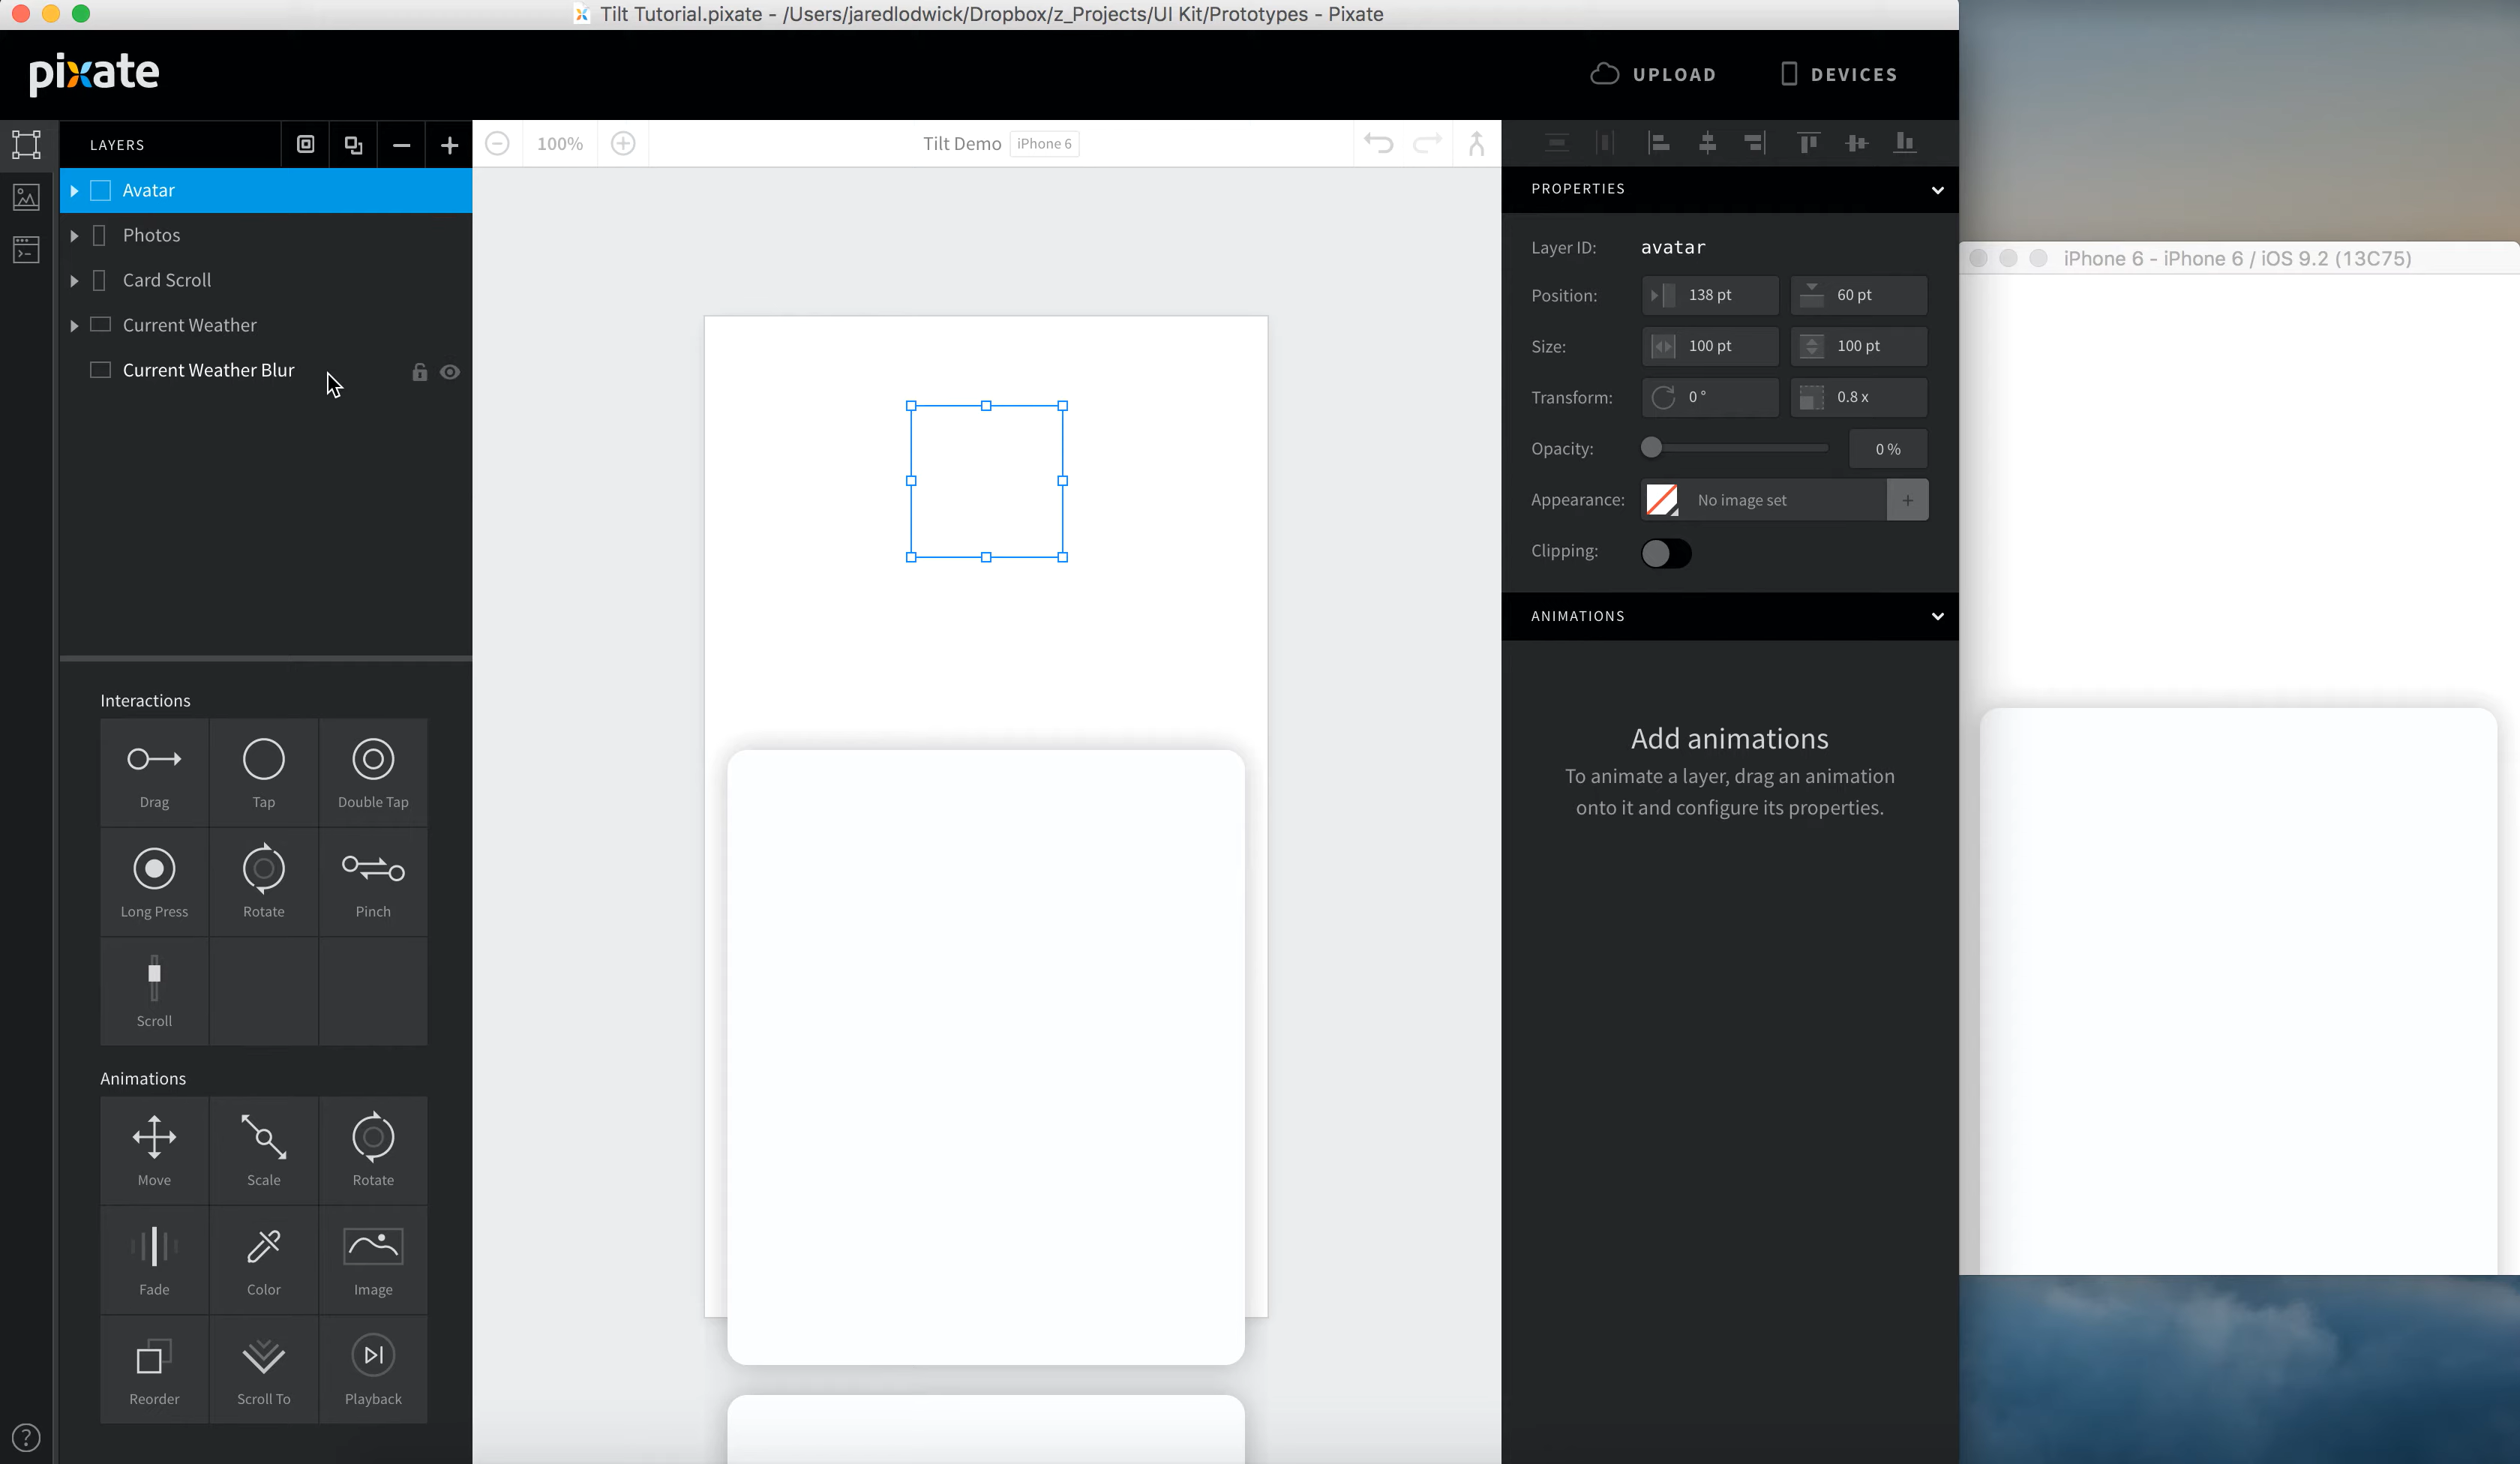 Tilt Tutorial.pixate - /Users/jaredlodwick/Dropbox/z_Projects/UI Kit/Prototypes - Pixate
pixate
UPLOAD
DEVICES
LAYERS
100%
Tilt Demo
iPhone 6
Avatar
Photos
Card Scroll
Current Weather
Current Weather Blur
Interactions
Drag
Tap
Double Tap
Long Press
Rotate
Pinch
Scroll
Animations
Move
Scale
Rotate
Fade
Color
Image
Reorder
Scroll To
Playback
?
PROPERTIES
Layer ID: avatar
Position: 138 pt 60 pt
Size: 100 pt 100 pt
Transform: 0 ° 0.8 x
Opacity: 0 %
Appearance: No image set +
Clipping:
ANIMATIONS
Add animations
To animate a layer, drag an animation
onto it and configure its properties.
iPhone 6 - iPhone 6 / iOS 9.2 (13C75)